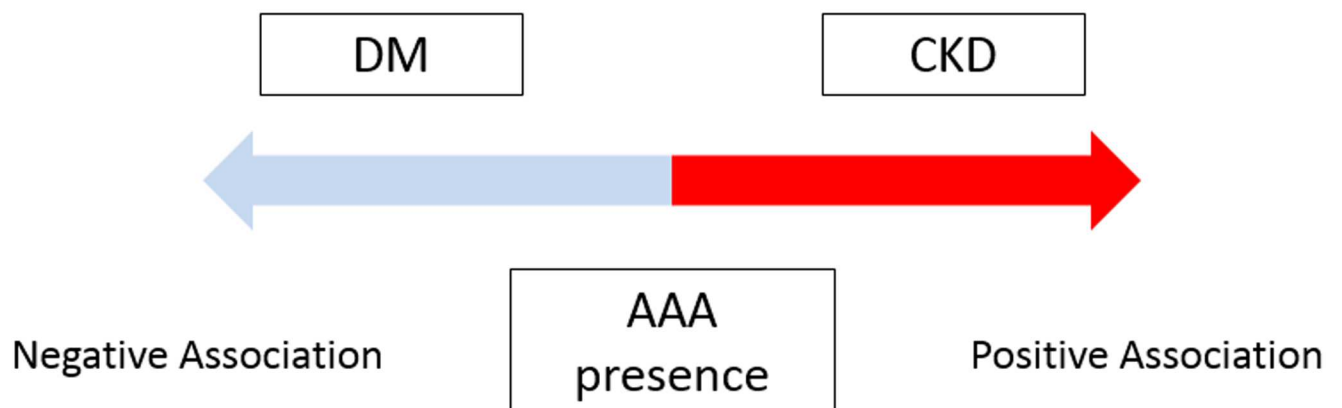 DM
CKD
AAA
presence
Negative Association
Positive Association